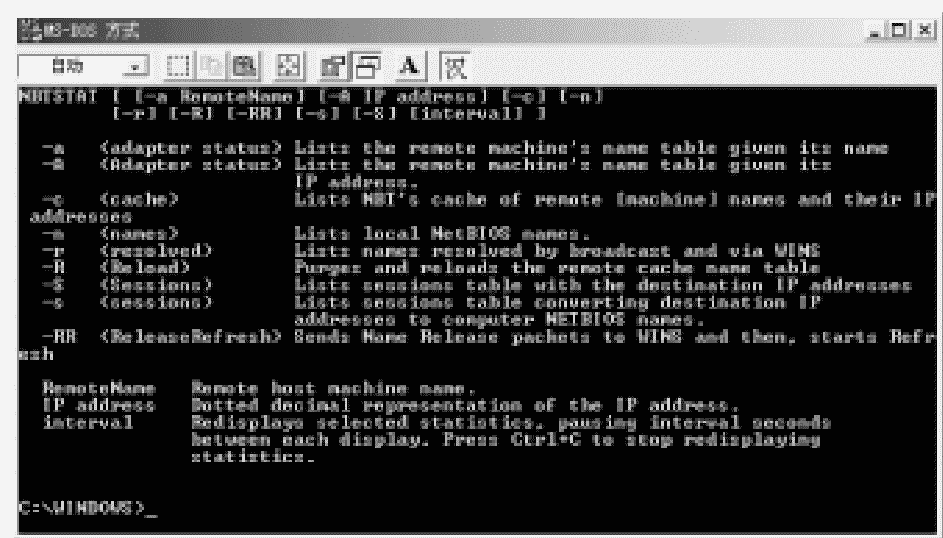 MS-DOS 方式
自动
A 汉
NBTSTAT [ [-a RemoteName] [-A IP address] [-c] [-n]
[-r] [-R] [-RR] [-s] [-S] [interval] ]
-a (adapter status) Lists the remote machine's name table given its name
-A (Adapter status) Lists the remote machine's name table given its
IP address.
-c (cache) Lists NBT's cache of remote [machine] names and their IP
addresses
-n (names) Lists local NetBIOS names.
-r (resolved) Lists names resolved by broadcast and via WINS
-R (Reload) Purges and reloads the remote cache name table
-S (Sessions) Lists sessions table with the destination IP addresses
-s (sessions) Lists sessions table converting destination IP
addresses to computer NETBIOS names.
-RR (ReleaseRefresh) Sends Name Release packets to WINS and then, starts Refr
esh
RemoteName Remote host machine name.
IP address Dotted decimal representation of the IP address.
interval Redisplays selected statistics, pausing interval seconds
between each display. Press Ctrl+C to stop redisplaying
statistics.
C:\WINDOWS>_